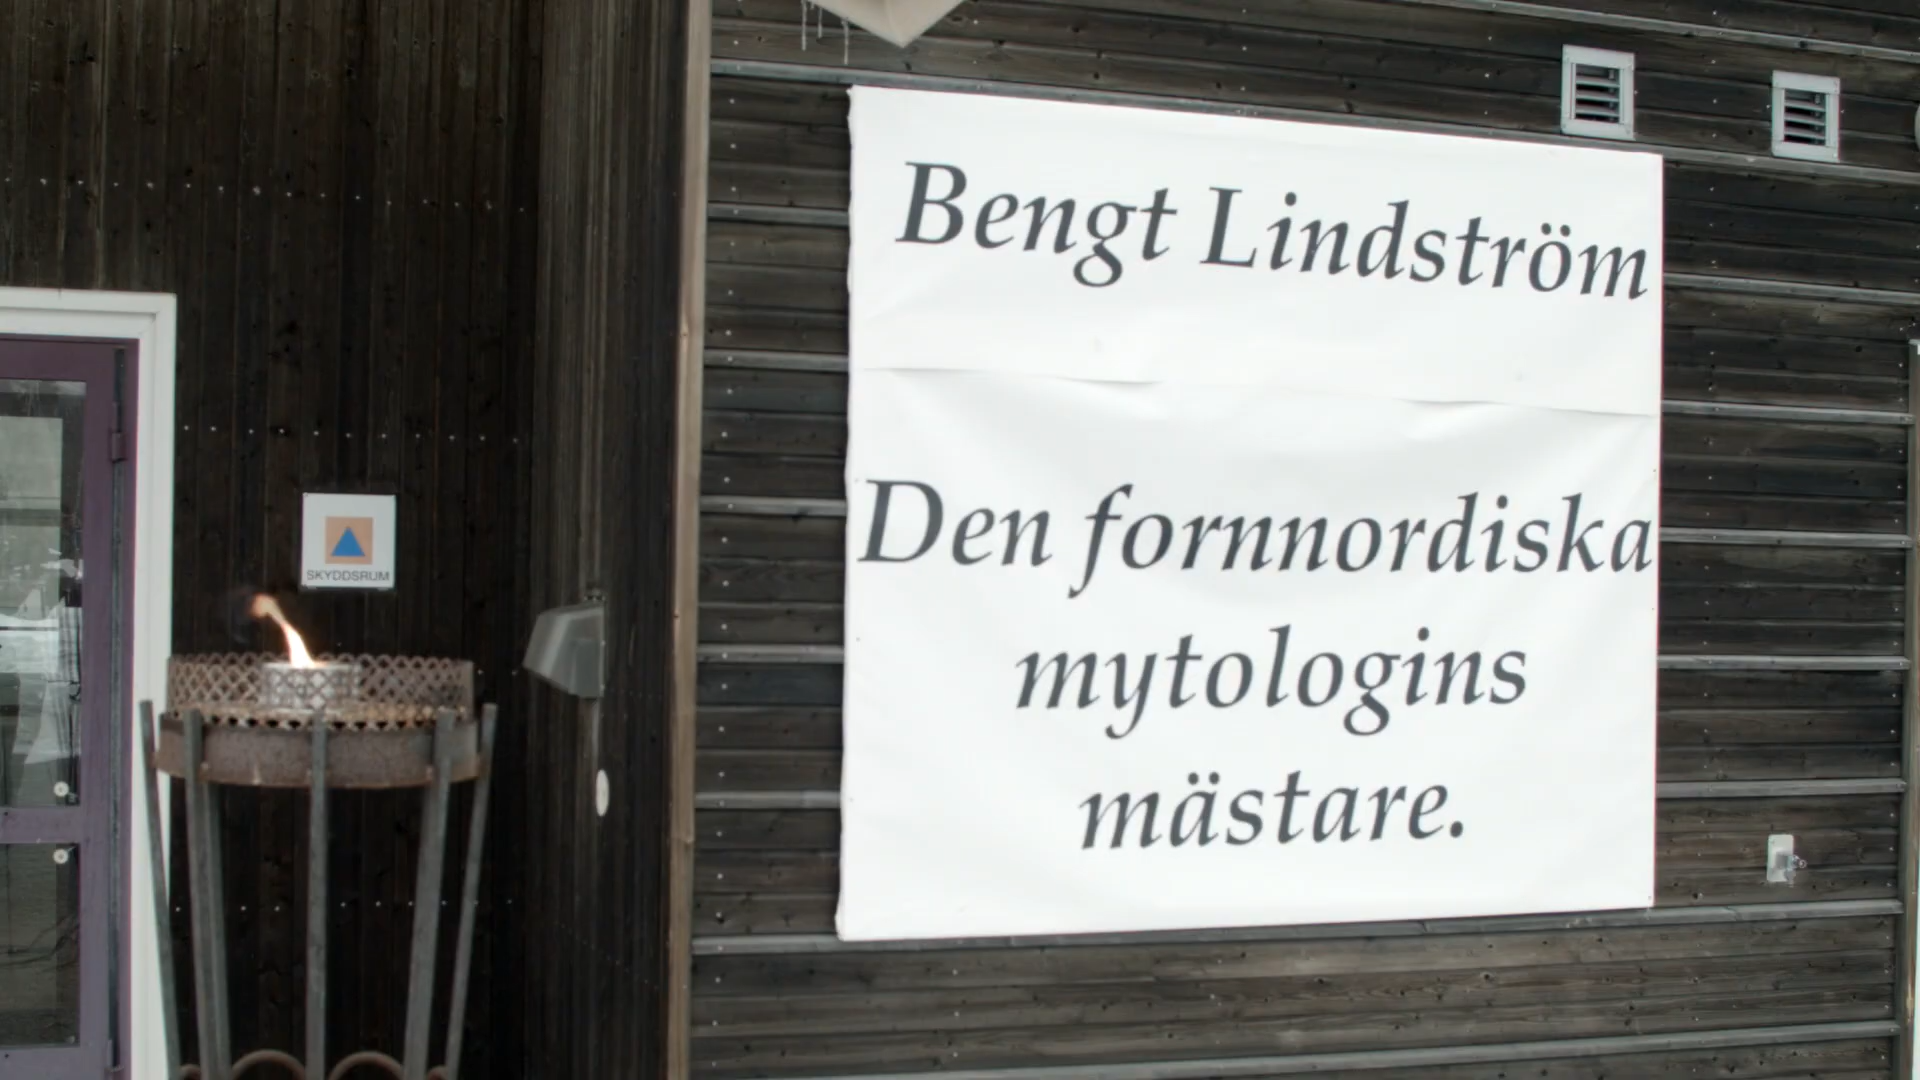 Bengt Lindström
Den fornnordiska
mytologins
mästare.
SKYDDSRUM